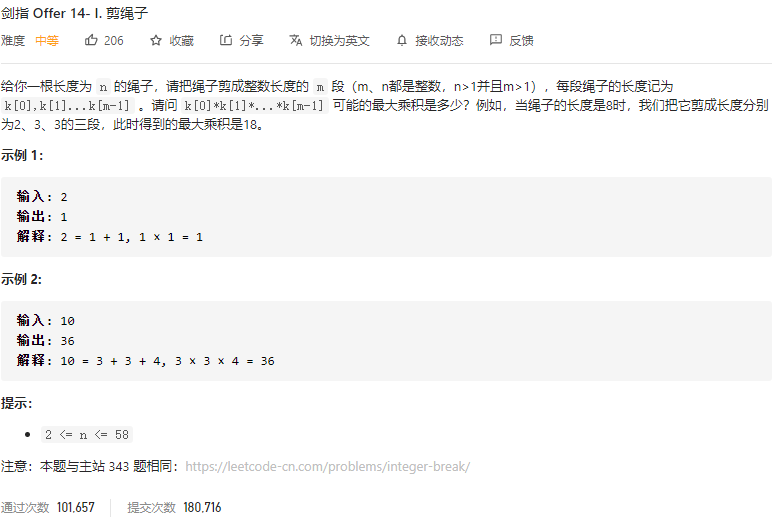 剑指 Offer 14- I. 剪绳子
难度 中等 206 收藏 分享 切换为英文 接收动态 反馈
给你一根长度为 n 的绳子，请把绳子剪成整数长度的 m 段（m、n都是整数，n>1并且m>1），每段绳子的长度记为
k[0],k[1]...k[m-1] 。请问 k[0]*k[1]*...*k[m-1] 可能的最大乘积是多少？例如，当绳子的长度是8时，我们把它剪成长度分别
为2、3、3的三段，此时得到的最大乘积是18。
示例 1：
输入: 2
输出: 1
解释: 2 = 1 + 1, 1 × 1 = 1
示例 2:
输入: 10
输出: 36
解释: 10 = 3 + 3 + 4, 3 × 3 × 4 = 36
提示：
2 <= n <= 58
注意：本题与主站 343 题相同：https://leetcode-cn.com/problems/integer-break/
通过次数 101,657 提交次数 180,716